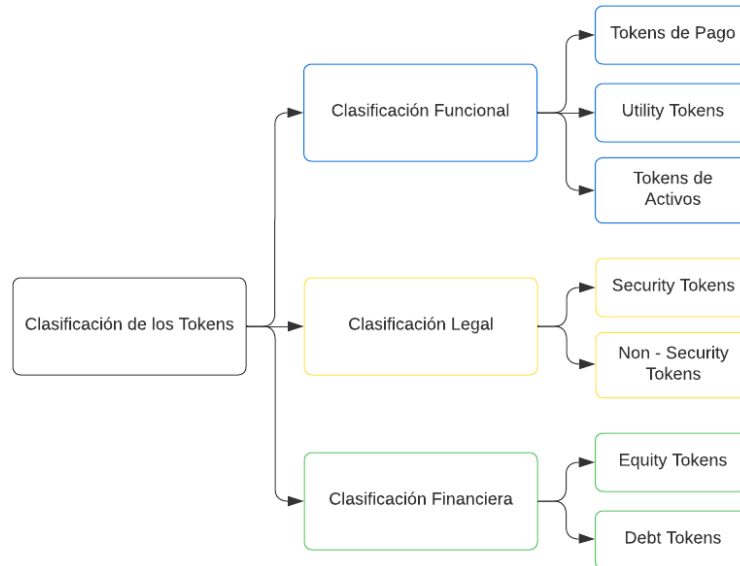 Clasificación de los Tokens
Clasificación Funcional
Tokens de Pago
Utility Tokens
Tokens de
Activos
Clasificación Legal
Security Tokens
Non - Security
Tokens
Clasificación Financiera
Equity Tokens
Debt Tokens